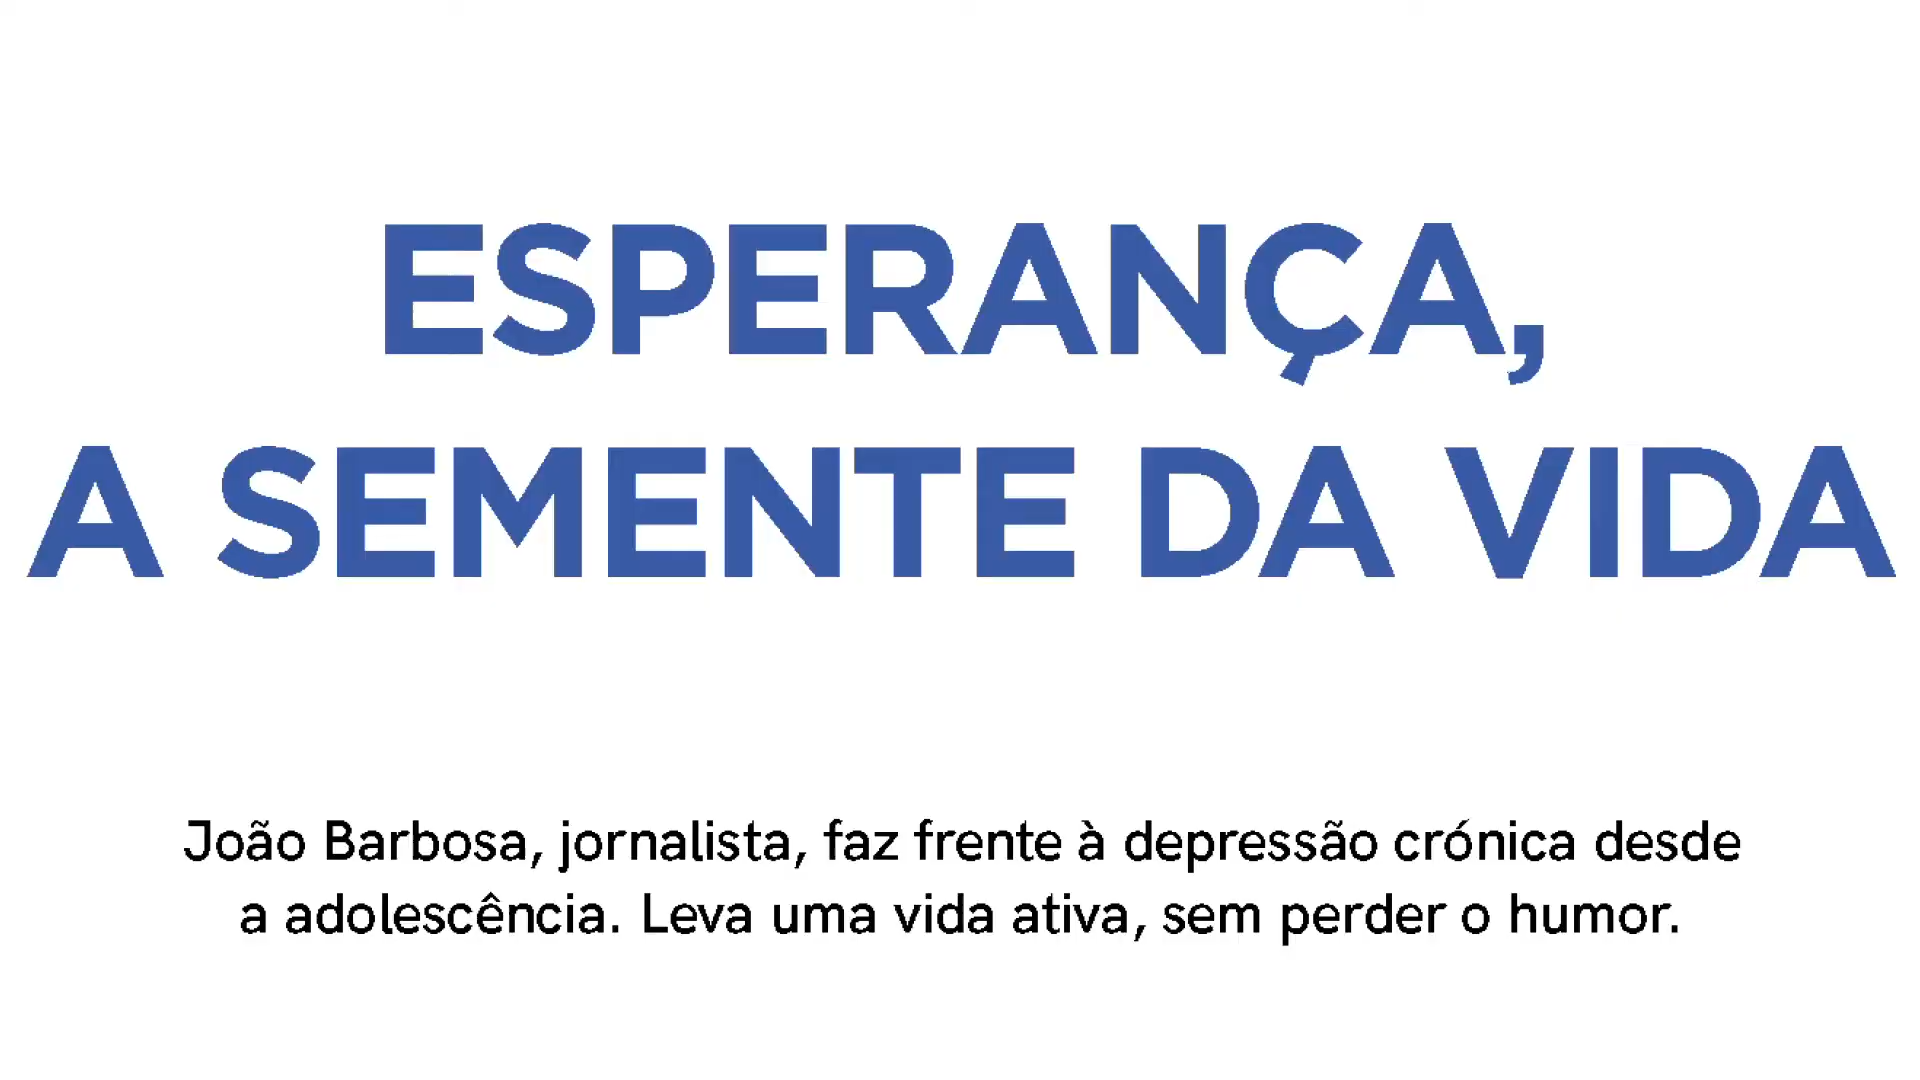 ESPERANÇA,
A SEMENTE DA VIDA
João Barbosa, jornalista, faz frente à depressão crónica desde
a adolescência. Leva uma vida ativa, sem perder o humor.